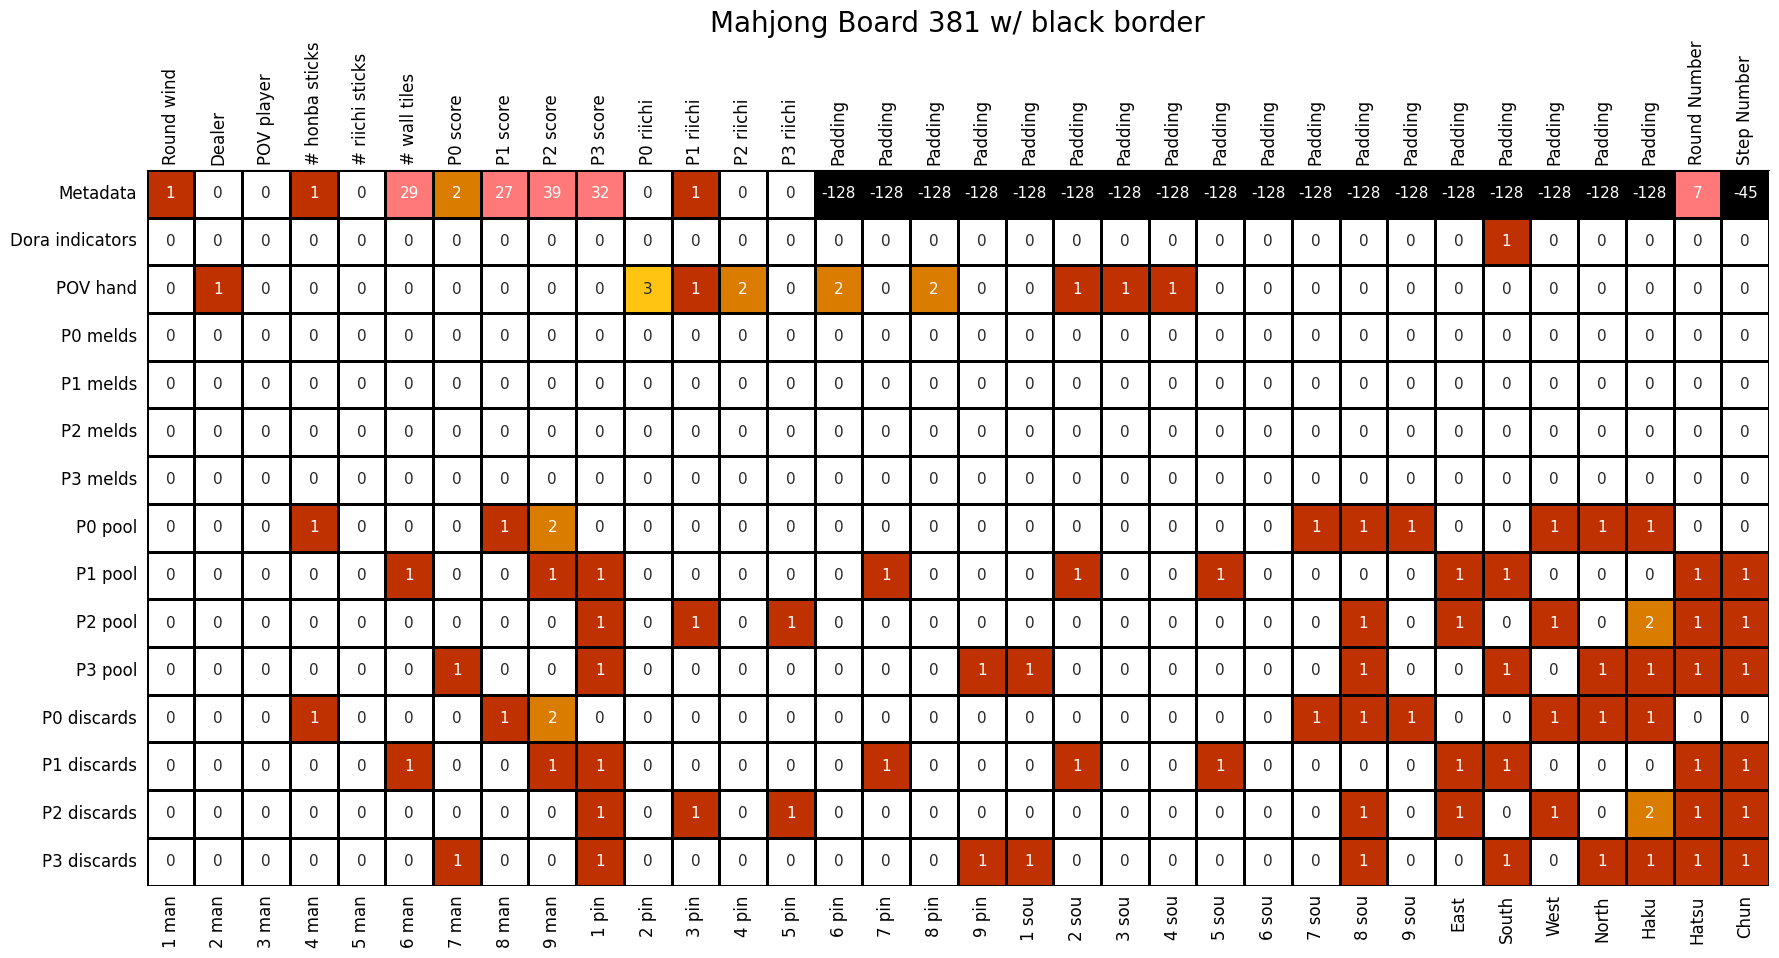 Mahjong Board 381 w/ black border
Round wind Dealer POV player # honba sticks # riichi sticks # wall tiles P0 score P1 score P2 score P3 score P0 riichi P1 riichi P2 riichi P3 riichi Padding Padding Padding Padding Padding Padding Padding Padding Padding Padding Padding Padding Padding Padding Padding Padding Padding Padding Round Number Step Number
Metadata 1 0 0 1 0 29 2 27 39 32 0 1 0 0 -128 -128 -128 -128 -128 -128 -128 -128 -128 -128 -128 -128 -128 -128 -128 -128 -128 -128 7 -45
Dora indicators 0 0 0 0 0 0 0 0 0 0 0 0 0 0 0 0 0 0 0 0 0 0 0 0 0 0 0 0 1 0 0 0 0 0
POV hand 0 1 0 0 0 0 0 0 0 0 3 1 2 0 2 0 2 0 0 1 1 1 0 0 0 0 0 0 0 0 0 0 0 0
P0 melds 0 0 0 0 0 0 0 0 0 0 0 0 0 0 0 0 0 0 0 0 0 0 0 0 0 0 0 0 0 0 0 0 0 0
P1 melds 0 0 0 0 0 0 0 0 0 0 0 0 0 0 0 0 0 0 0 0 0 0 0 0 0 0 0 0 0 0 0 0 0 0
P2 melds 0 0 0 0 0 0 0 0 0 0 0 0 0 0 0 0 0 0 0 0 0 0 0 0 0 0 0 0 0 0 0 0 0 0
P3 melds 0 0 0 0 0 0 0 0 0 0 0 0 0 0 0 0 0 0 0 0 0 0 0 0 0 0 0 0 0 0 0 0 0 0
P0 pool 0 0 0 1 0 0 0 1 2 0 0 0 0 0 0 0 0 0 0 0 0 0 0 0 1 1 1 0 0 1 1 1 0 0
P1 pool 0 0 0 0 0 1 0 0 1 1 0 0 0 0 0 1 0 0 0 1 0 0 1 0 0 0 0 1 1 0 0 0 1 1
P2 pool 0 0 0 0 0 0 0 0 0 1 0 1 0 1 0 0 0 0 0 0 0 0 0 0 0 1 0 1 0 1 0 2 1 1
P3 pool 0 0 0 0 0 0 1 0 0 1 0 0 0 0 0 0 0 1 1 0 0 0 0 0 0 1 0 0 1 0 1 1 1 1
P0 discards 0 0 0 1 0 0 0 1 2 0 0 0 0 0 0 0 0 0 0 0 0 0 0 0 1 1 1 0 0 1 1 1 0 0
P1 discards 0 0 0 0 0 1 0 0 1 1 0 0 0 0 0 1 0 0 0 1 0 0 1 0 0 0 0 1 1 0 0 0 1 1
P2 discards 0 0 0 0 0 0 0 0 0 1 0 1 0 1 0 0 0 0 0 0 0 0 0 0 0 1 0 1 0 1 0 2 1 1
P3 discards 0 0 0 0 0 0 1 0 0 1 0 0 0 0 0 0 0 1 1 0 0 0 0 0 0 1 0 0 1 0 1 1 1 1
1 man 2 man 3 man 4 man 5 man 6 man 7 man 8 man 9 man 1 pin 2 pin 3 pin 4 pin 5 pin 6 pin 7 pin 8 pin 9 pin 1 sou 2 sou 3 sou 4 sou 5 sou 6 sou 7 sou 8 sou 9 sou East South West North Haku Hatsu Chun